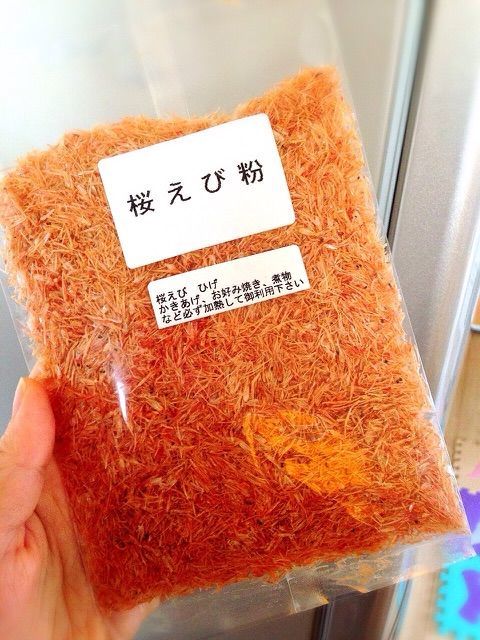 桜えび粉
桜えび ひげ
かきあげ、お好み焼き、煮物
など必ず加熱して御利用下さい